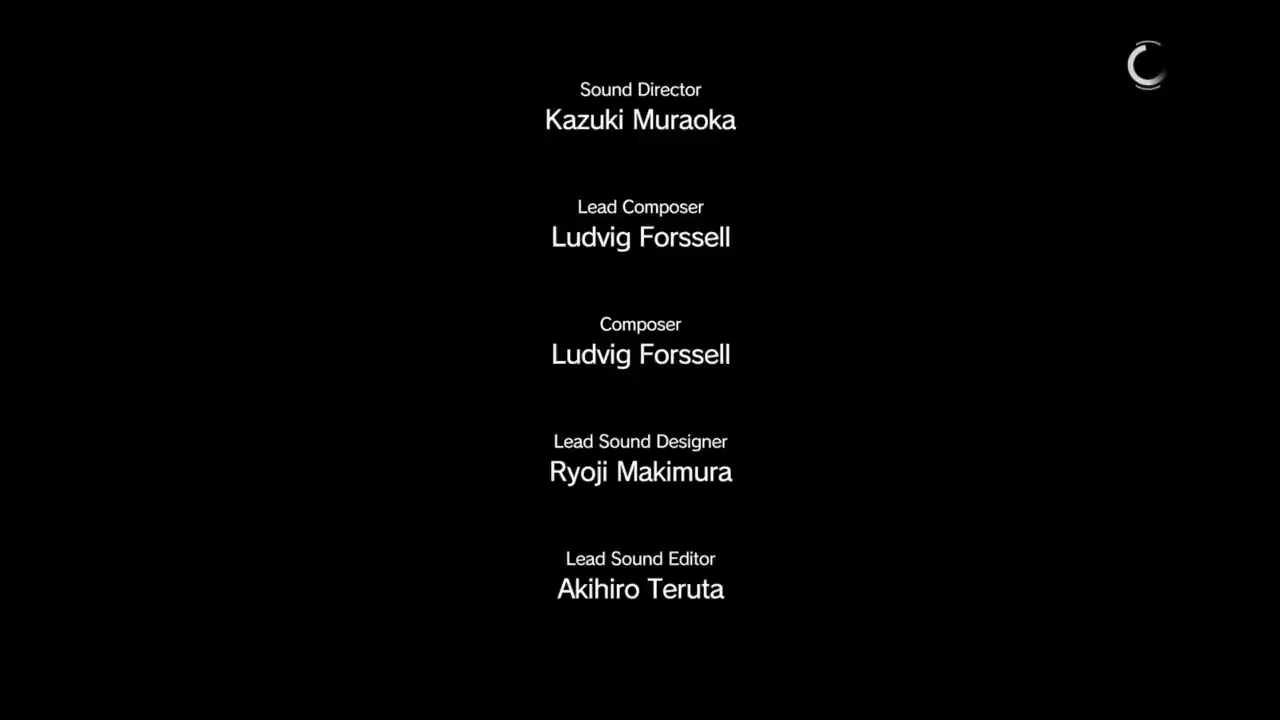 Sound Director
Kazuki Muraoka
Lead Composer
Ludvig Forssell
Composer
Ludvig Forssell
Lead Sound Designer
Ryoji Makimura
Lead Sound Editor
Akihiro Teruta